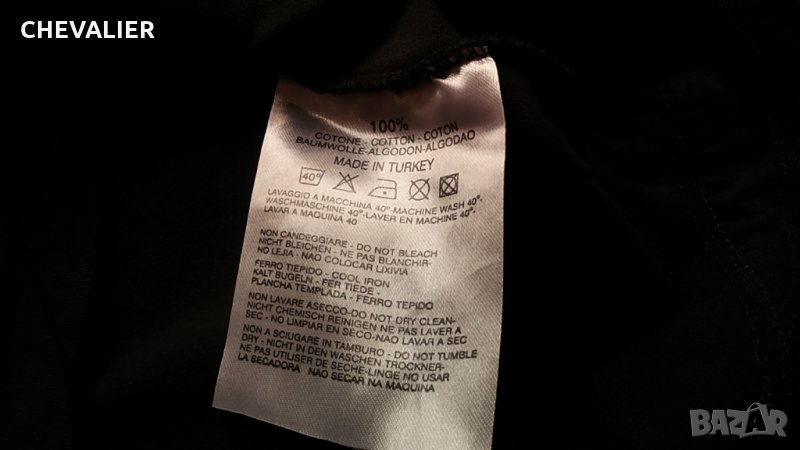 CHEVALIER
100%
COTONE - COTTON - COTON
BAUMWOLLE-ALGODON-ALGODAO
MADE IN TURKEY
40°
LAVAGGIO A MACCHINA 40°-MACHINE WASH 40°-
WASCHMASCHINE 40°-LAVER EN MACHINE 40°-
LAVAR A MAQUINA 40
NON CANDEGGIARE - DO NOT BLEACH
NICHT BLEICHEN - NE PAS BLANCHIR-
NO LEJIA - NAO COLOCAR LIXIVIA
FERRO TIEPIDO - COOL IRON
KALT BUGELN - FER TIEDE -
PLANCHA TEMPLADA - FERRO TEPIDO
NON LAVARE ASECCO-DO NOT DRY CLEAN-
NICHT CHEMISCH REINIGEN NE PAS LAVER A
SEC - NO LIMPIAR EN SECO-NAO LAVAR A SEC
NON A SCIUGARE IN TAMBURO - DO NOT TUMBLE
DRY - NICHT IN DEN WASCHEN TROCKNER-
NE PAS UTILISER DE SECHE-LINGE NO USAR
LA SECADORA NAO SECAR NA MAQUINA
BAZAR